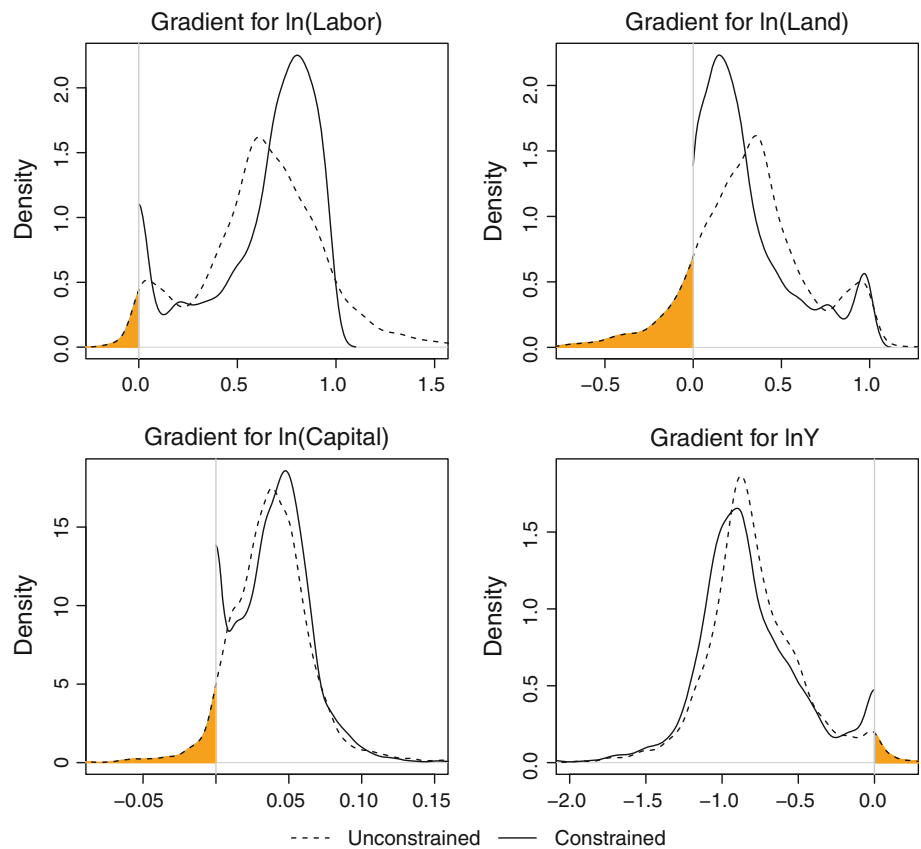 Gradient for ln(Labor)
Density
0.0 0.5 1.0 1.5 2.0
0.0 0.5 1.0 1.5
Gradient for ln(Land)
Density
0.0 0.5 1.0 1.5 2.0
−0.5 0.0 0.5 1.0
Gradient for ln(Capital)
Density
0 5 10 15
−0.05 0.05 0.10 0.15
Gradient for lnY
Density
0.0 0.5 1.0 1.5
−2.0 −1.5 −1.0 −0.5 0.0
Unconstrained Constrained